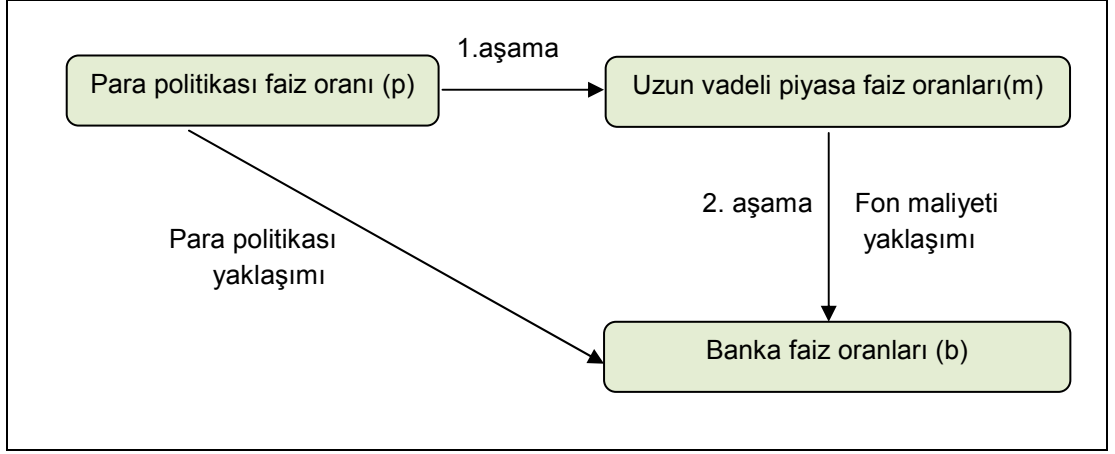 1.aşama
Para politikası faiz oranı (p)
Uzun vadeli piyasa faiz oranları(m)
2. aşama
Fon maliyeti
yaklaşımı
Para politikası
yaklaşımı
Banka faiz oranları (b)